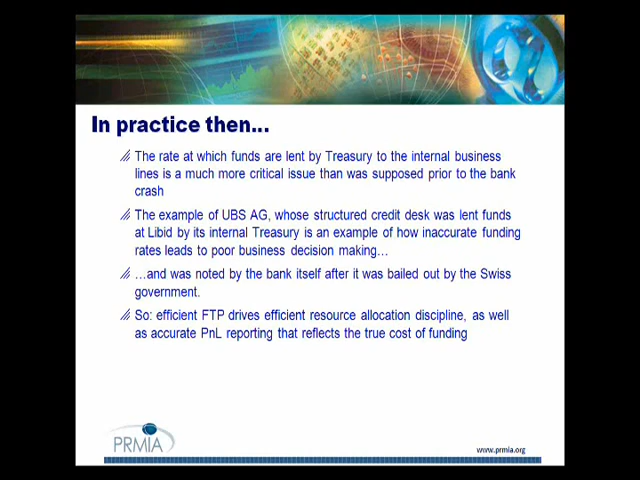 In practice then...
The rate at which funds are lent by Treasury to the internal business
lines is a much more critical issue than was supposed prior to the bank
crash
The example of UBS AG, whose structured credit desk was lent funds
at Libid by its internal Treasury is an example of how inaccurate funding
rates leads to poor business decision making…
…and was noted by the bank itself after it was bailed out by the Swiss
government.
So: efficient FTP drives efficient resource allocation discipline, as well
as accurate PnL reporting that reflects the true cost of funding
PRMIA
www.prmia.org